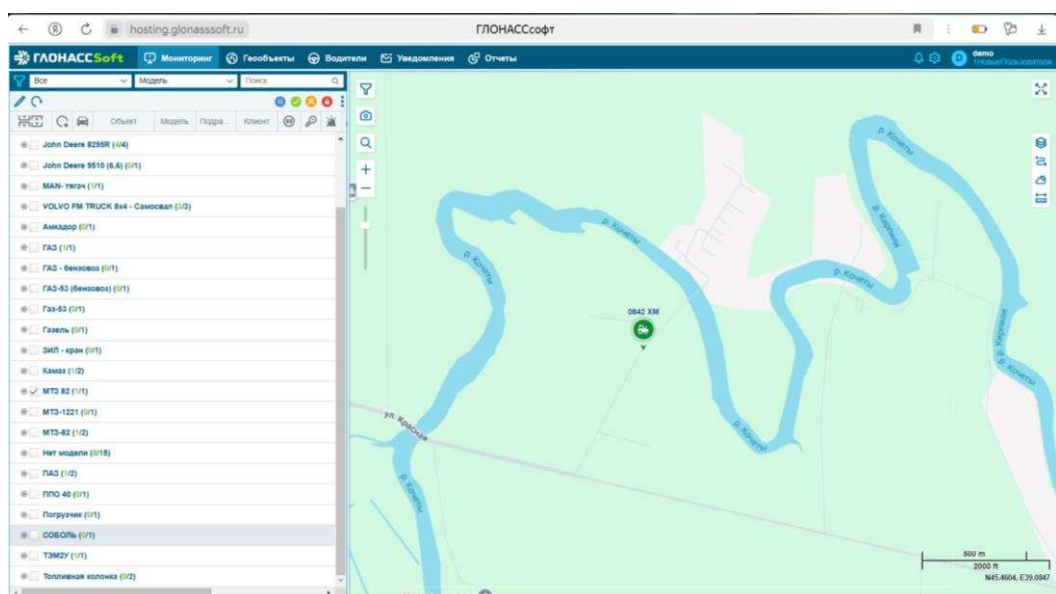 hosting.glonasssoft.ru
ГЛОНАССсофт
ГЛОНАССSoft
Мониторинг
Геообъекты
Водители
Уведомления
Отчеты
demo
Все
Модель
Поиск
Объект Модель Подра... Клиент
John Deere 8295R (4/4)
John Deere 9510 (6,6) (0/1)
MAN- тягач (1/1)
VOLVO FM TRUCK 8x4 - Самосвал (3/3)
Амкадор (0/1)
ГАЗ (1/1)
ГАЗ - бензовоз (0/1)
ГАЗ-53 (бензовоз) (0/1)
Газ-53 (0/1)
Газель (0/1)
ЗИЛ - кран (0/1)
Камаз (1/2)
МТЗ 82 (1/1)
МТЗ-1221 (0/1)
МТЗ-82 (1/2)
Нет модели
ПАЗ (1/2)
ППО 40 (0/1)
Погрузчик (0/1)
СОБОЛЬ (0/1)
ТЭМ2У (1/1)
Топливная колонка (0/2)
р. Кочеты
р. Кирпили
р. Кочеты
р. Кирпили
р. Кочеты
р. Кочеты
0842 XM
р. Кирпили
р. Кочеты
ул. Красная
р. Кочеты
р. Кочеты
500 m
2000 ft
N45.4604, E39.0847